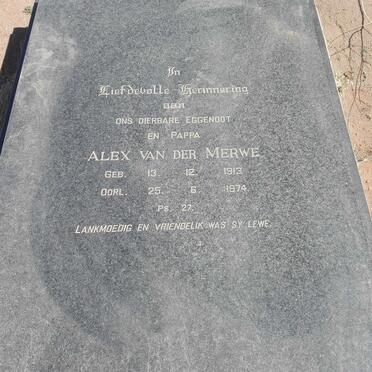 In
Liefdevolle Herinnering
aan
ONS DIERBARE EGGENOOT
EN PAPPA
ALEX VAN DER MERWE
GEB. 13. 12. 1913
OORL. 25. 6. 1974
PS. 27.
LANKMOEDIG EN VRIENDELIK WAS SY LEWE.